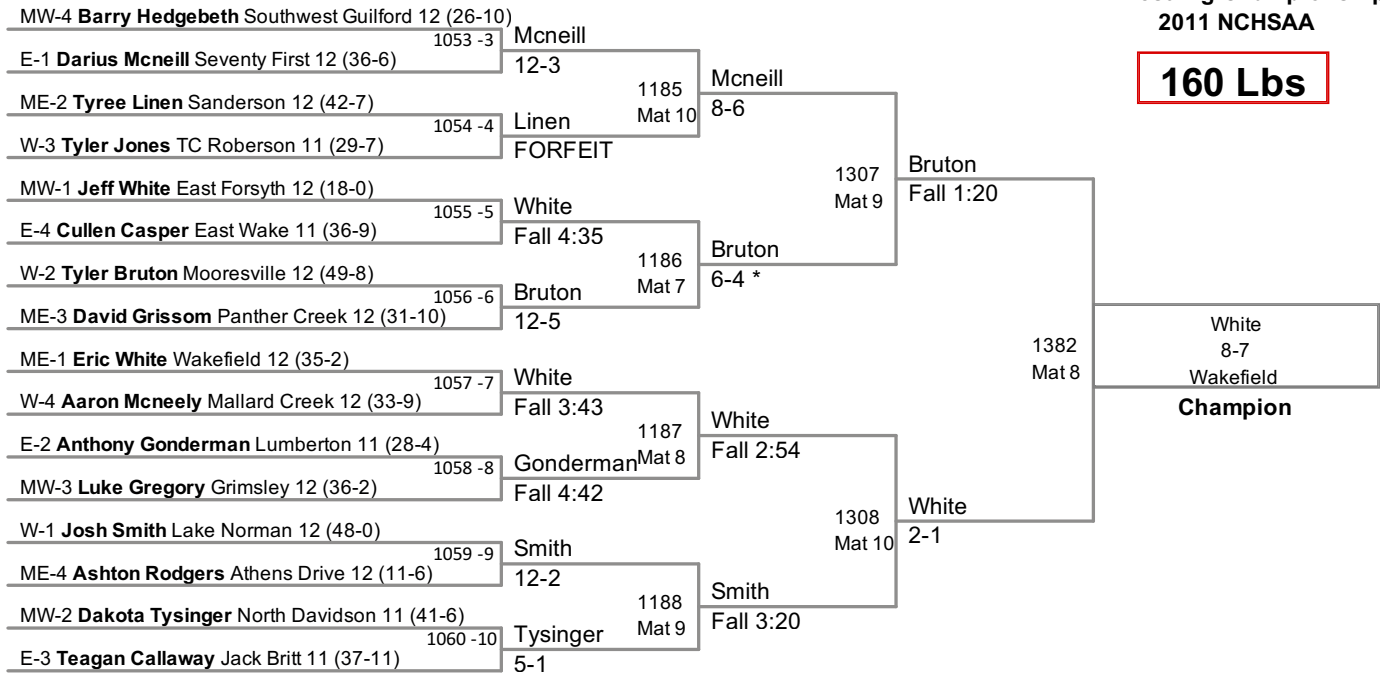 2011 NCHSAA
160 Lbs
MW-4 Barry Hedgebeth Southwest Guilford 12 (26-10)
1053 -3
E-1 Darius Mcneill Seventy First 12 (36-6)
Mcneill
12-3
ME-2 Tyree Linen Sanderson 12 (42-7)
1054 -4
W-3 Tyler Jones TC Roberson 11 (29-7)
Linen
FORFEIT
MW-1 Jeff White East Forsyth 12 (18-0)
1055 -5
E-4 Cullen Casper East Wake 11 (36-9)
White
Fall 4:35
W-2 Tyler Bruton Mooresville 12 (49-8)
1056 -6
ME-3 David Grissom Panther Creek 12 (31-10)
Bruton
12-5
ME-1 Eric White Wakefield 12 (35-2)
1057 -7
W-4 Aaron Mcneely Mallard Creek 12 (33-9)
White
Fall 3:43
E-2 Anthony Gonderman Lumberton 11 (28-4)
1058 -8
MW-3 Luke Gregory Grimsley 12 (36-2)
Gonderman
Fall 4:42
W-1 Josh Smith Lake Norman 12 (48-0)
1059 -9
ME-4 Ashton Rodgers Athens Drive 12 (11-6)
Smith
12-2
MW-2 Dakota Tysinger North Davidson 11 (41-6)
1060 -10
E-3 Teagan Callaway Jack Britt 11 (37-11)
Tysinger
5-1
1185
Mat 10
Mcneill
8-6
1186
Mat 7
Bruton
6-4 *
1187
Mat 8
White
Fall 2:54
1188
Mat 9
Smith
Fall 3:20
1307
Mat 9
Bruton
Fall 1:20
1308
Mat 10
White
2-1
1382
Mat 8
White
8-7
Wakefield
Champion